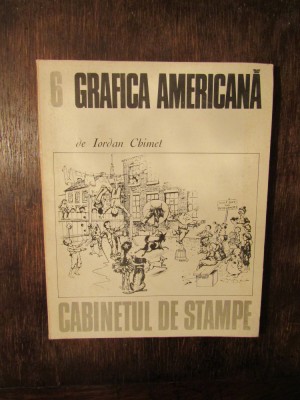 6 GRAFICA AMERICANĂ
de Iordan Chimet
CABINETUL DE STAMPE